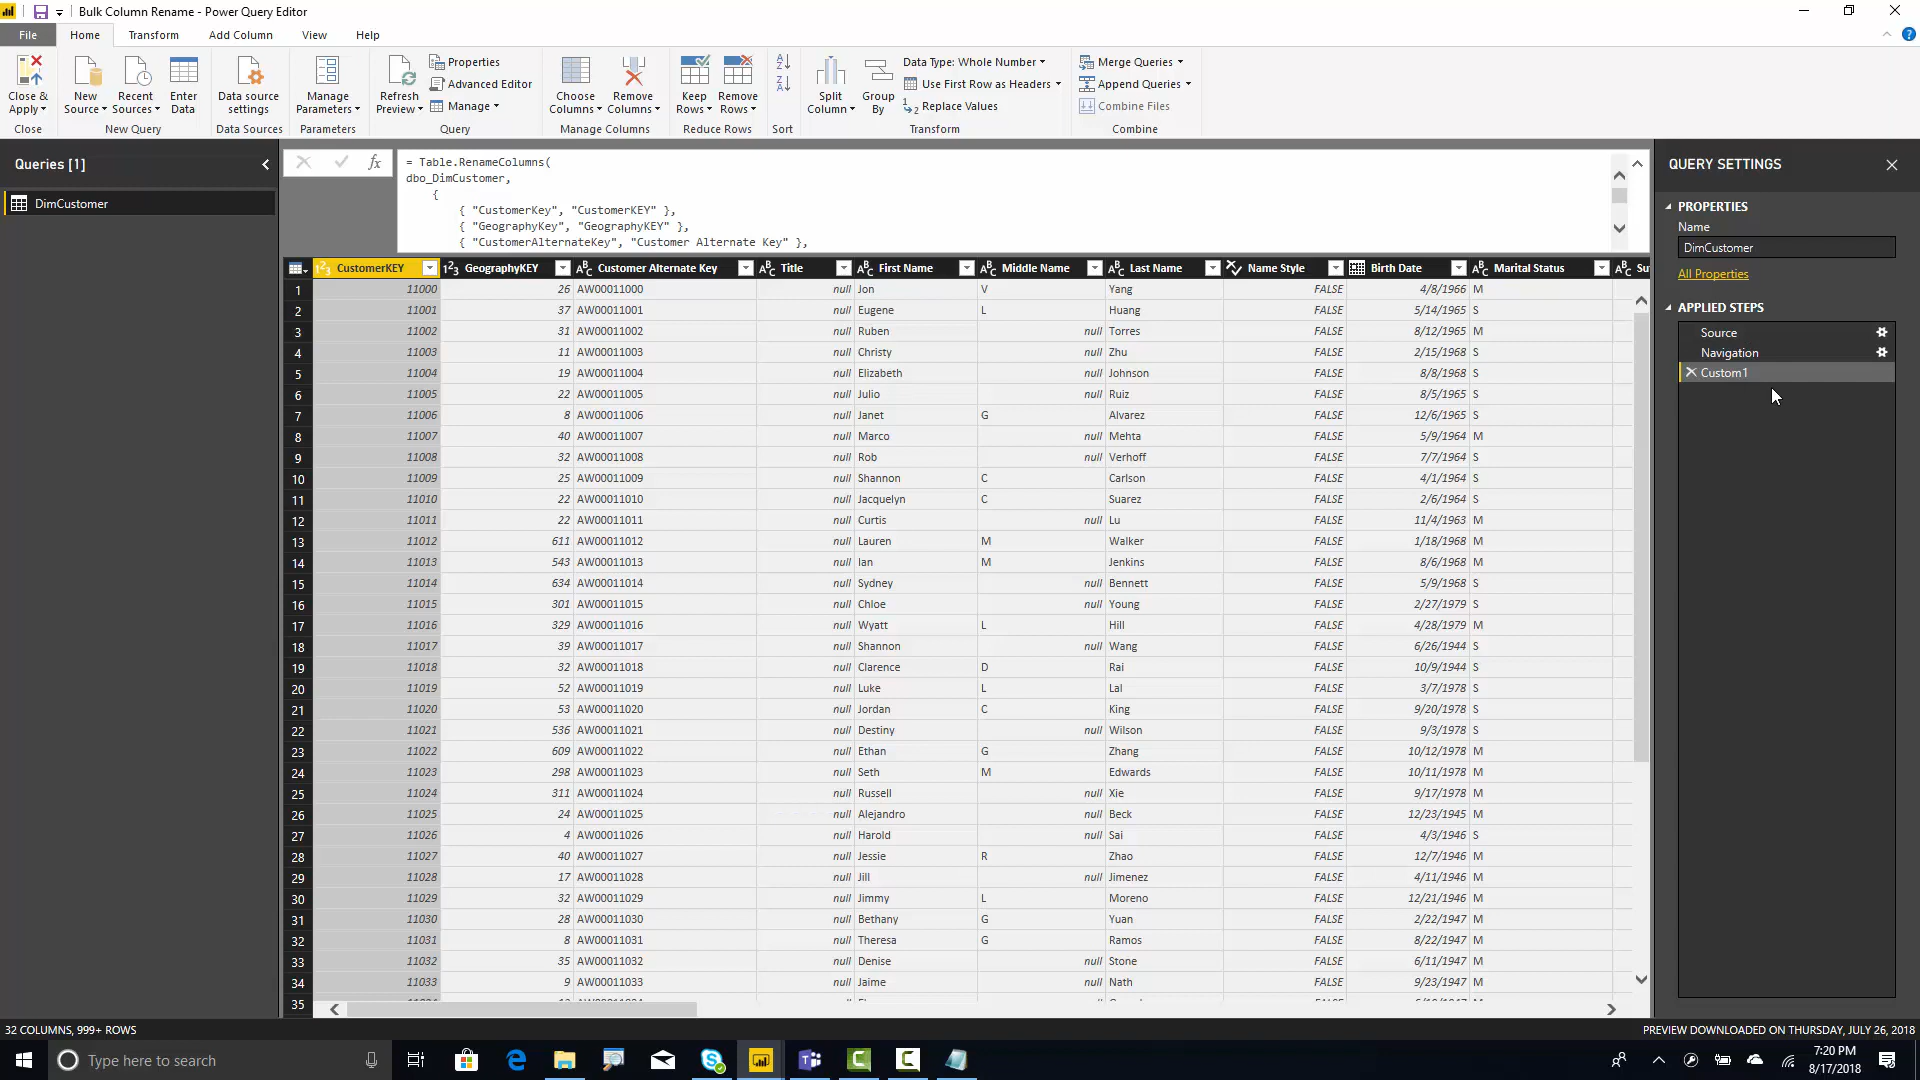 Bulk Column Rename - Power Query Editor
File Home Transform Add Column View Help
Close & Apply
New Source
Recent Sources
Enter Data
Data source settings
Manage Parameters
Refresh Preview
Properties
Advanced Editor
Manage
Choose Columns
Remove Columns
Keep Rows
Remove Rows
Split Column
Group By
Data Type: Whole Number
Use First Row as Headers
Replace Values
Merge Queries
Append Queries
Combine Files
Close New Query Data Sources Parameters Query Manage Columns Reduce Rows Sort Transform Combine
Queries [1]
DimCustomer
fx
= Table.RenameColumns(
dbo_DimCustomer,
{
{ "CustomerKey", "CustomerKEY" },
{ "GeographyKey", "GeographyKEY" },
{ "CustomerAlternateKey", "Customer Alternate Key" },
CustomerKEY GeographyKEY Customer Alternate Key Title First Name Middle Name Last Name Name Style Birth Date Marital Status Su
1 11000 26 AW00011000 null Jon V Yang FALSE 4/8/1966 M
2 11001 37 AW00011001 null Eugene L Huang FALSE 5/14/1965 S
3 11002 31 AW00011002 null Ruben null Torres FALSE 8/12/1965 M
4 11003 11 AW00011003 null Christy null Zhu FALSE 2/15/1968 S
5 11004 19 AW00011004 null Elizabeth null Johnson FALSE 8/8/1968 S
6 11005 22 AW00011005 null Julio null Ruiz FALSE 8/5/1965 S
7 11006 8 AW00011006 null Janet G Alvarez FALSE 12/6/1965 S
8 11007 40 AW00011007 null Marco null Mehta FALSE 5/9/1964 M
9 11008 32 AW00011008 null Rob null Verhoff FALSE 7/7/1964 S
10 11009 25 AW00011009 null Shannon C Carlson FALSE 4/1/1964 S
11 11010 22 AW00011010 null Jacquelyn C Suarez FALSE 2/6/1964 S
12 11011 22 AW00011011 null Curtis null Lu FALSE 11/4/1963 M
13 11012 611 AW00011012 null Lauren M Walker FALSE 1/18/1968 M
14 11013 543 AW00011013 null Ian M Jenkins FALSE 8/6/1968 M
15 11014 634 AW00011014 null Sydney null Bennett FALSE 5/9/1968 S
16 11015 301 AW00011015 null Chloe null Young FALSE 2/27/1979 S
17 11016 329 AW00011016 null Wyatt L Hill FALSE 4/28/1979 M
18 11017 39 AW00011017 null Shannon null Wang FALSE 6/26/1944 S
19 11018 32 AW00011018 null Clarence D Rai FALSE 10/9/1944 S
20 11019 52 AW00011019 null Luke L Lal FALSE 3/7/1978 S
21 11020 53 AW00011020 null Jordan C King FALSE 9/20/1978 S
22 11021 536 AW00011021 null Destiny null Wilson FALSE 9/3/1978 S
23 11022 609 AW00011022 null Ethan G Zhang FALSE 10/12/1978 M
24 11023 298 AW00011023 null Seth M Edwards FALSE 10/11/1978 M
25 11024 311 AW00011024 null Russell null Xie FALSE 9/17/1978 M
26 11025 24 AW00011025 null Alejandro null Beck FALSE 12/23/1945 M
27 11026 4 AW00011026 null Harold null Sai FALSE 4/3/1946 S
28 11027 40 AW00011027 null Jessie R Zhao FALSE 12/7/1946 M
29 11028 17 AW00011028 null Jill null Jimenez FALSE 4/11/1946 M
30 11029 32 AW00011029 null Jimmy L Moreno FALSE 12/21/1946 M
31 11030 28 AW00011030 null Bethany G Yuan FALSE 2/22/1947 M
32 11031 8 AW00011031 null Theresa G Ramos FALSE 8/22/1947 M
33 11032 35 AW00011032 null Denise null Stone FALSE 6/11/1947 M
34 11033 9 AW00011033 null Jaime null Nath FALSE 9/23/1947 M
35
QUERY SETTINGS
PROPERTIES
Name
DimCustomer
All Properties
APPLIED STEPS
Source
Navigation
Custom1
32 COLUMNS, 999+ ROWS
PREVIEW DOWNLOADED ON THURSDAY, JULY 26, 2018
Type here to search
7:20 PM
8/17/2018